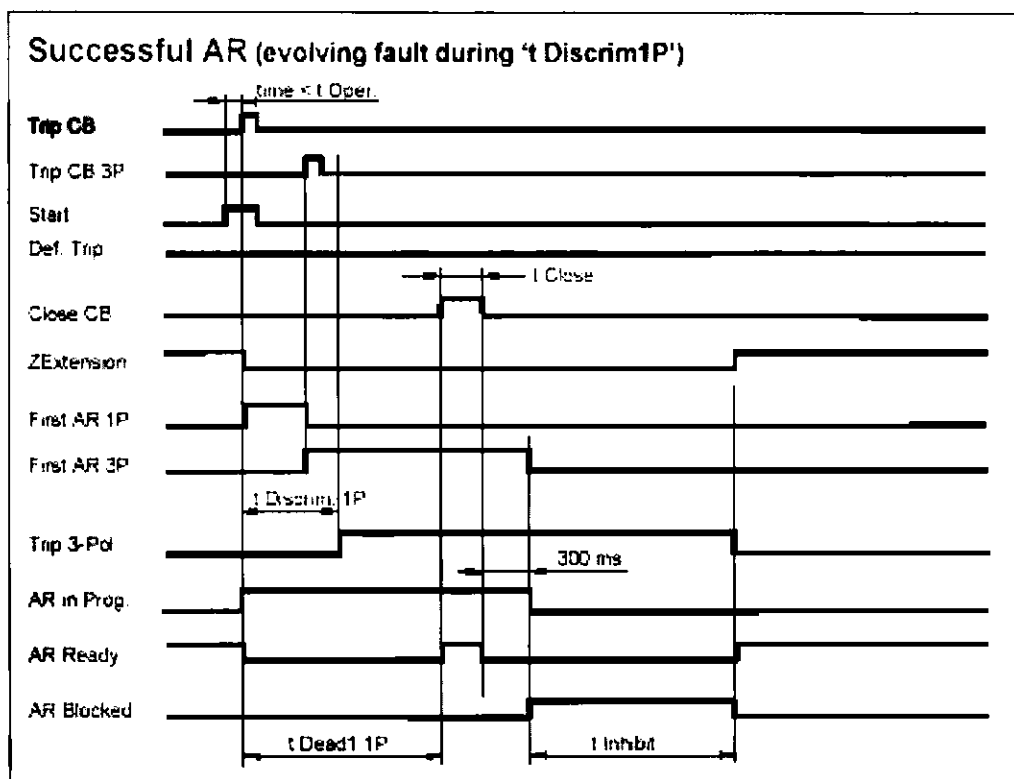 Successful AR (evolving fault during 't Discrim1P')
time < t Oper.
Trip CB
Trip CB 3P
Start
Def. Trip
t Close
Close CB
ZExtension
First AR 1P
First AR 3P
t Discrim. 1P
Trip 3-Pol
300 ms
AR in Prog.
AR Ready
AR Blocked
t Dead1 1P
t Inhibit